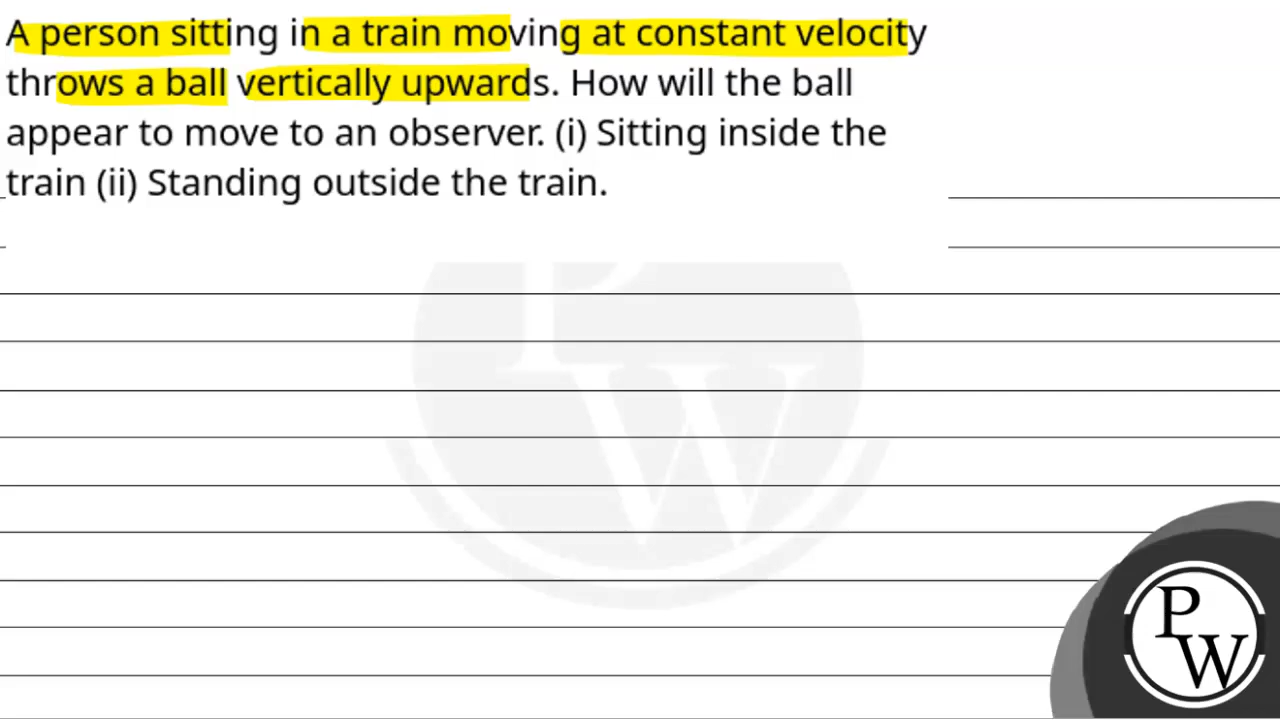 A person sitting in a train moving at constant velocity
throws a ball vertically upwards. How will the ball
appear to move to an observer. (i) Sitting inside the
train (ii) Standing outside the train.
P
W
P
W